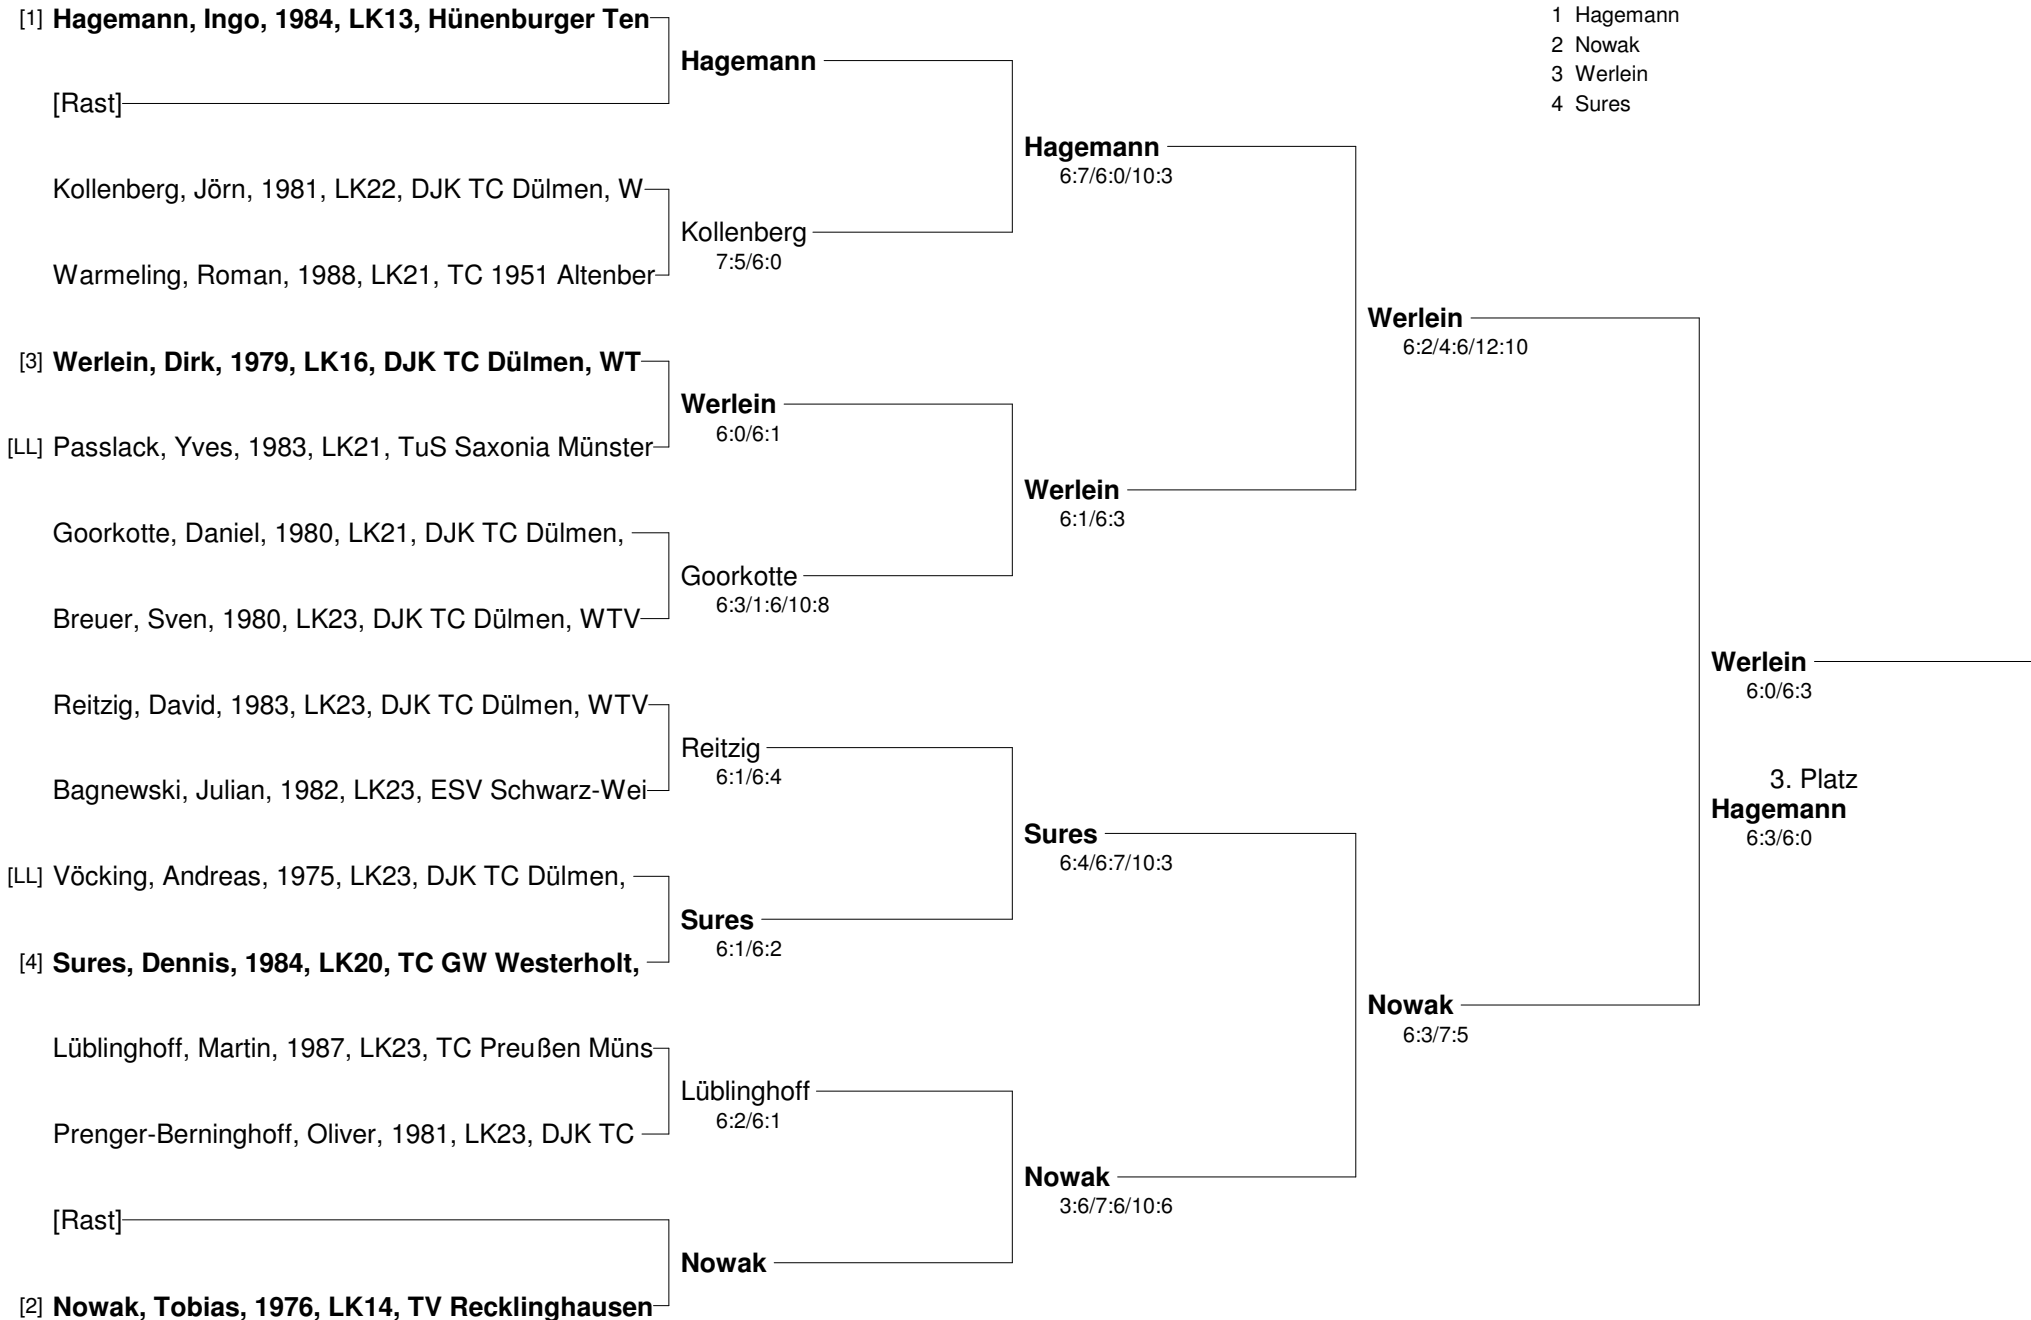 [1] Hagemann, Ingo, 1984, LK13, Hünenburger Ten
[Rast]
Kollenberg, Jörn, 1981, LK22, DJK TC Dülmen, W
Warmeling, Roman, 1988, LK21, TC 1951 Altenber
[3] Werlein, Dirk, 1979, LK16, DJK TC Dülmen, WT
[LL] Passlack, Yves, 1983, LK21, TuS Saxonia Münster
Goorkotte, Daniel, 1980, LK21, DJK TC Dülmen,
Breuer, Sven, 1980, LK23, DJK TC Dülmen, WTV
Reitzig, David, 1983, LK23, DJK TC Dülmen, WTV
Bagnewski, Julian, 1982, LK23, ESV Schwarz-Wei
[LL] Vöcking, Andreas, 1975, LK23, DJK TC Dülmen,
[4] Sures, Dennis, 1984, LK20, TC GW Westerholt,
Lüblinghoff, Martin, 1987, LK23, TC Preußen Müns
Prenger-Berninghoff, Oliver, 1981, LK23, DJK TC
[Rast]
[2] Nowak, Tobias, 1976, LK14, TV Recklinghausen
Hagemann
Kollenberg
7:5/6:0
Werlein
6:0/6:1
Goorkotte
6:3/1:6/10:8
Reitzig
6:1/6:4
Sures
6:1/6:2
Lüblinghoff
6:2/6:1
Nowak
Hagemann
6:7/6:0/10:3
Werlein
6:1/6:3
Sures
6:4/6:7/10:3
Nowak
3:6/7:6/10:6
Werlein
6:2/4:6/12:10
Nowak
6:3/7:5
Werlein
6:0/6:3
3. Platz
Hagemann
6:3/6:0
1 Hagemann
2 Nowak
3 Werlein
4 Sures